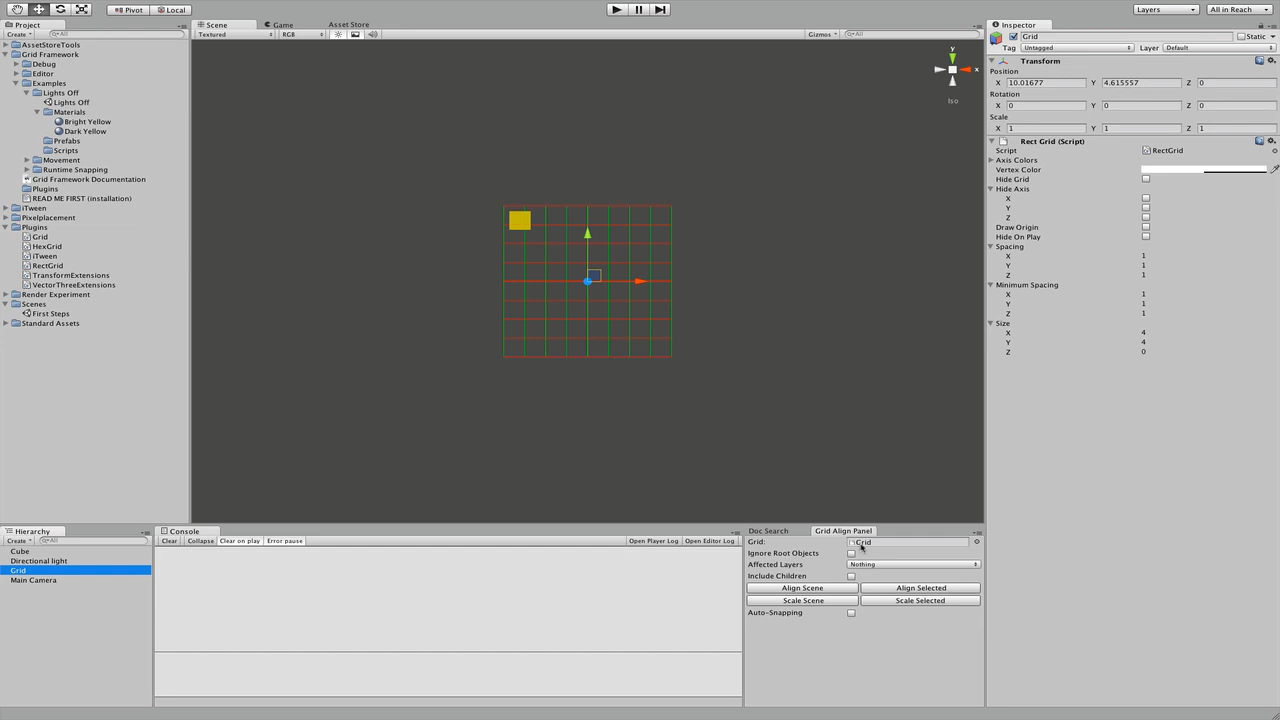 Pivot
Local
Layers
All in Reach
Project
Create
All
AssetStoreTools
Grid Framework
Debug
Editor
Examples
Lights Off
Lights Off
Materials
Bright Yellow
Dark Yellow
Prefabs
Scripts
Movement
Runtime Snapping
Grid Framework Documentation
Plugins
READ ME FIRST (installation)
iTween
Pixelplacement
Plugins
Grid
HexGrid
iTween
RectGrid
TransformExtensions
VectorThreeExtensions
Render Experiment
Scenes
First Steps
Standard Assets
Scene
Game
Asset Store
Textured
RGB
Gizmos
All
y
x
Iso
Inspector
Grid
Static
Tag Untagged
Layer Default
Transform
Position
X 10.01677 Y 4.615557 Z 0
Rotation
X 0 Y 0 Z 0
Scale
X 1 Y 1 Z 1
Rect Grid (Script)
Script RectGrid
Axis Colors
Vertex Color
Hide Grid
Hide Axis
X
Y
Z
Draw Origin
Hide On Play
Spacing
X 1
Y 1
Z 1
Minimum Spacing
X 1
Y 1
Z 1
Size
X 4
Y 4
Z 0
Hierarchy
Create
All
Cube
Directional light
Grid
Main Camera
Console
Clear
Collapse
Clear on play
Error pause
Open Player Log
Open Editor Log
Doc Search
Grid Align Panel
Grid: Grid
Ignore Root Objects
Affected Layers Nothing
Include Children
Align Scene
Align Selected
Scale Scene
Scale Selected
Auto-Snapping